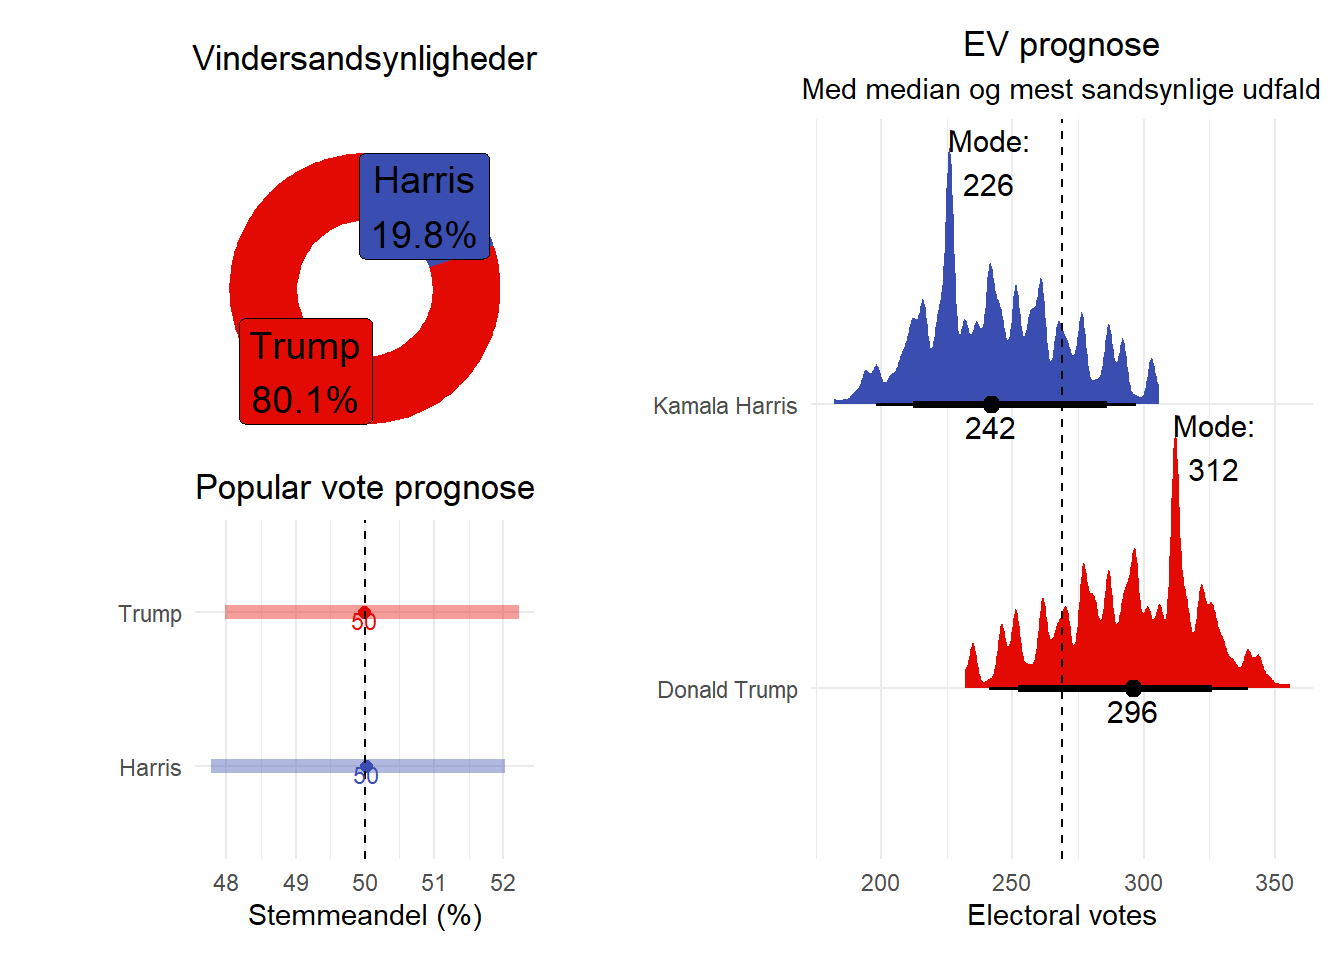 Vindersandsynligheder
Harris
19.8%
Trump
80.1%
Popular vote prognose
Trump
50
Harris
50
48 49 50 51 52
Stemmeandel (%)
EV prognose
Med median og mest sandsynlige udfald
Mode:
226
Kamala Harris
242
Mode:
312
Donald Trump
296
200 250 300 350
Electoral votes